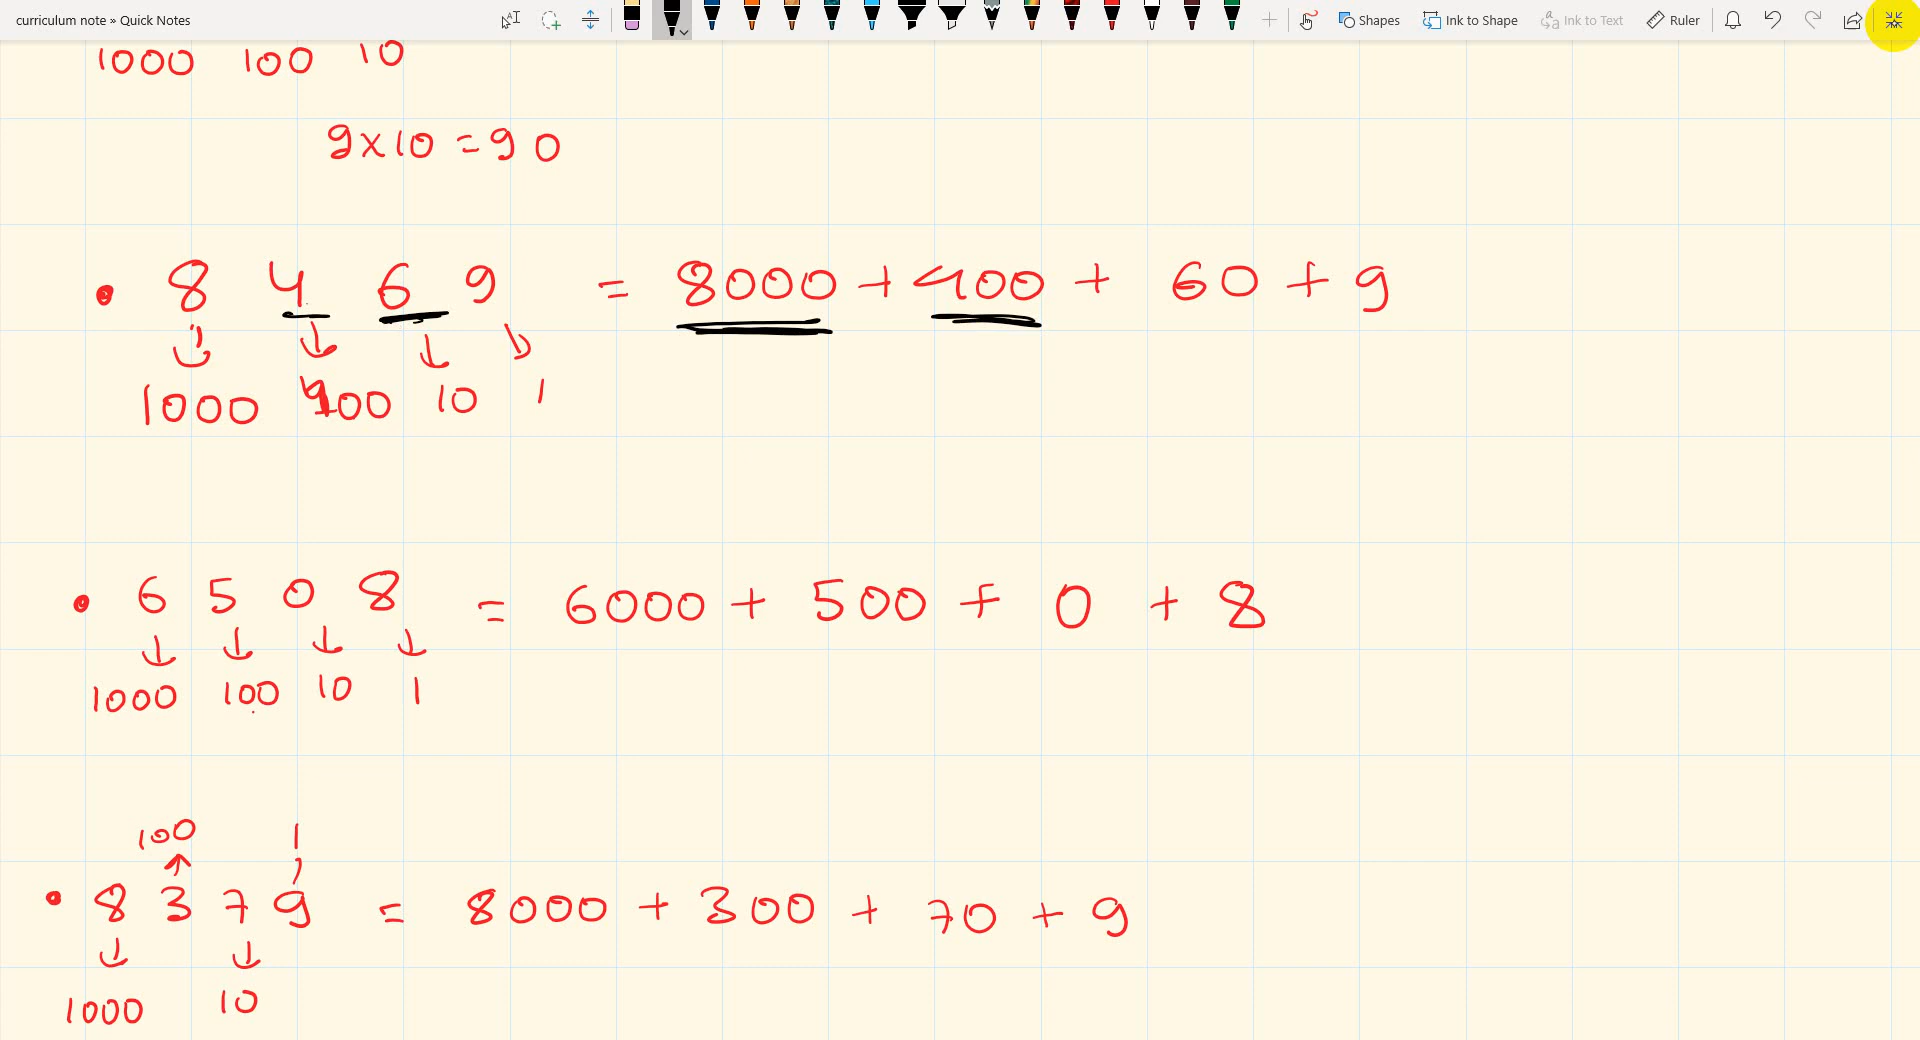 curriculum note » Quick Notes Shapes Ink to Shape Ink to Text Ruler
1000 100 10
9x10 = 90
• 8 4 6 9 = 8000 + 400 + 60 + 9
1000 100 10 1
• 6 5 0 8 = 6000 + 500 + 0 + 8
1000 100 10 1
100 1
• 8 3 7 9 = 8000 + 300 + 70 + 9
1000 10